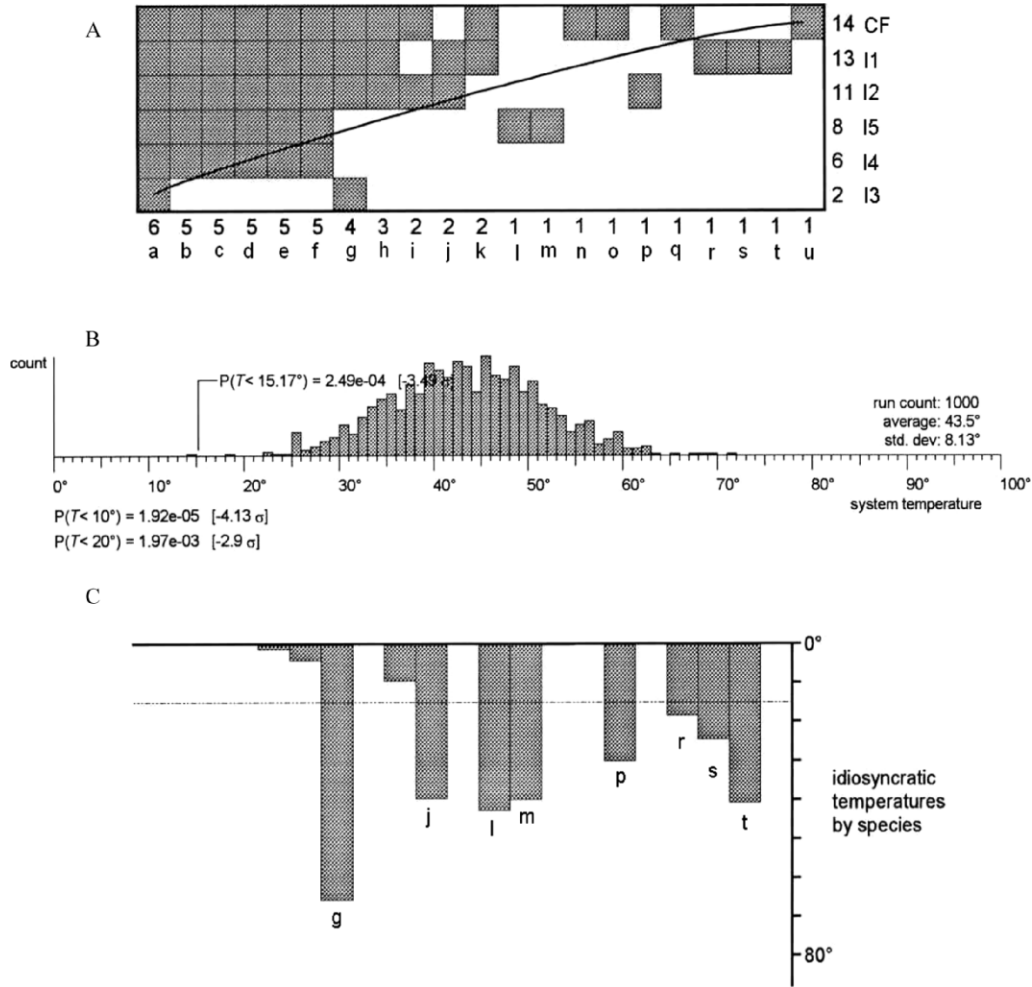 A
14 CF
13 I1
11 I2
8 I5
6 I4
2 I3
6 5 5 5 5 5 4 3 2 2 2 1 1 1 1 1 1 1 1 1 1
a b c d e f g h i j k l m n o p q r s t u
B
count
P(T< 15.17°) = 2.49e-04 [-3.49 σ]
run count: 1000
average: 43.5°
std. dev: 8.13°
0° 10° 20° 30° 40° 50° 60° 70° 80° 90° 100°
system temperature
P(T< 10°) = 1.92e-05 [-4.13 σ]
P(T< 20°) = 1.97e-03 [-2.9 σ]
C
0°
g
j
l
m
p
r
s
t
idiosyncratic
temperatures
by species
80°